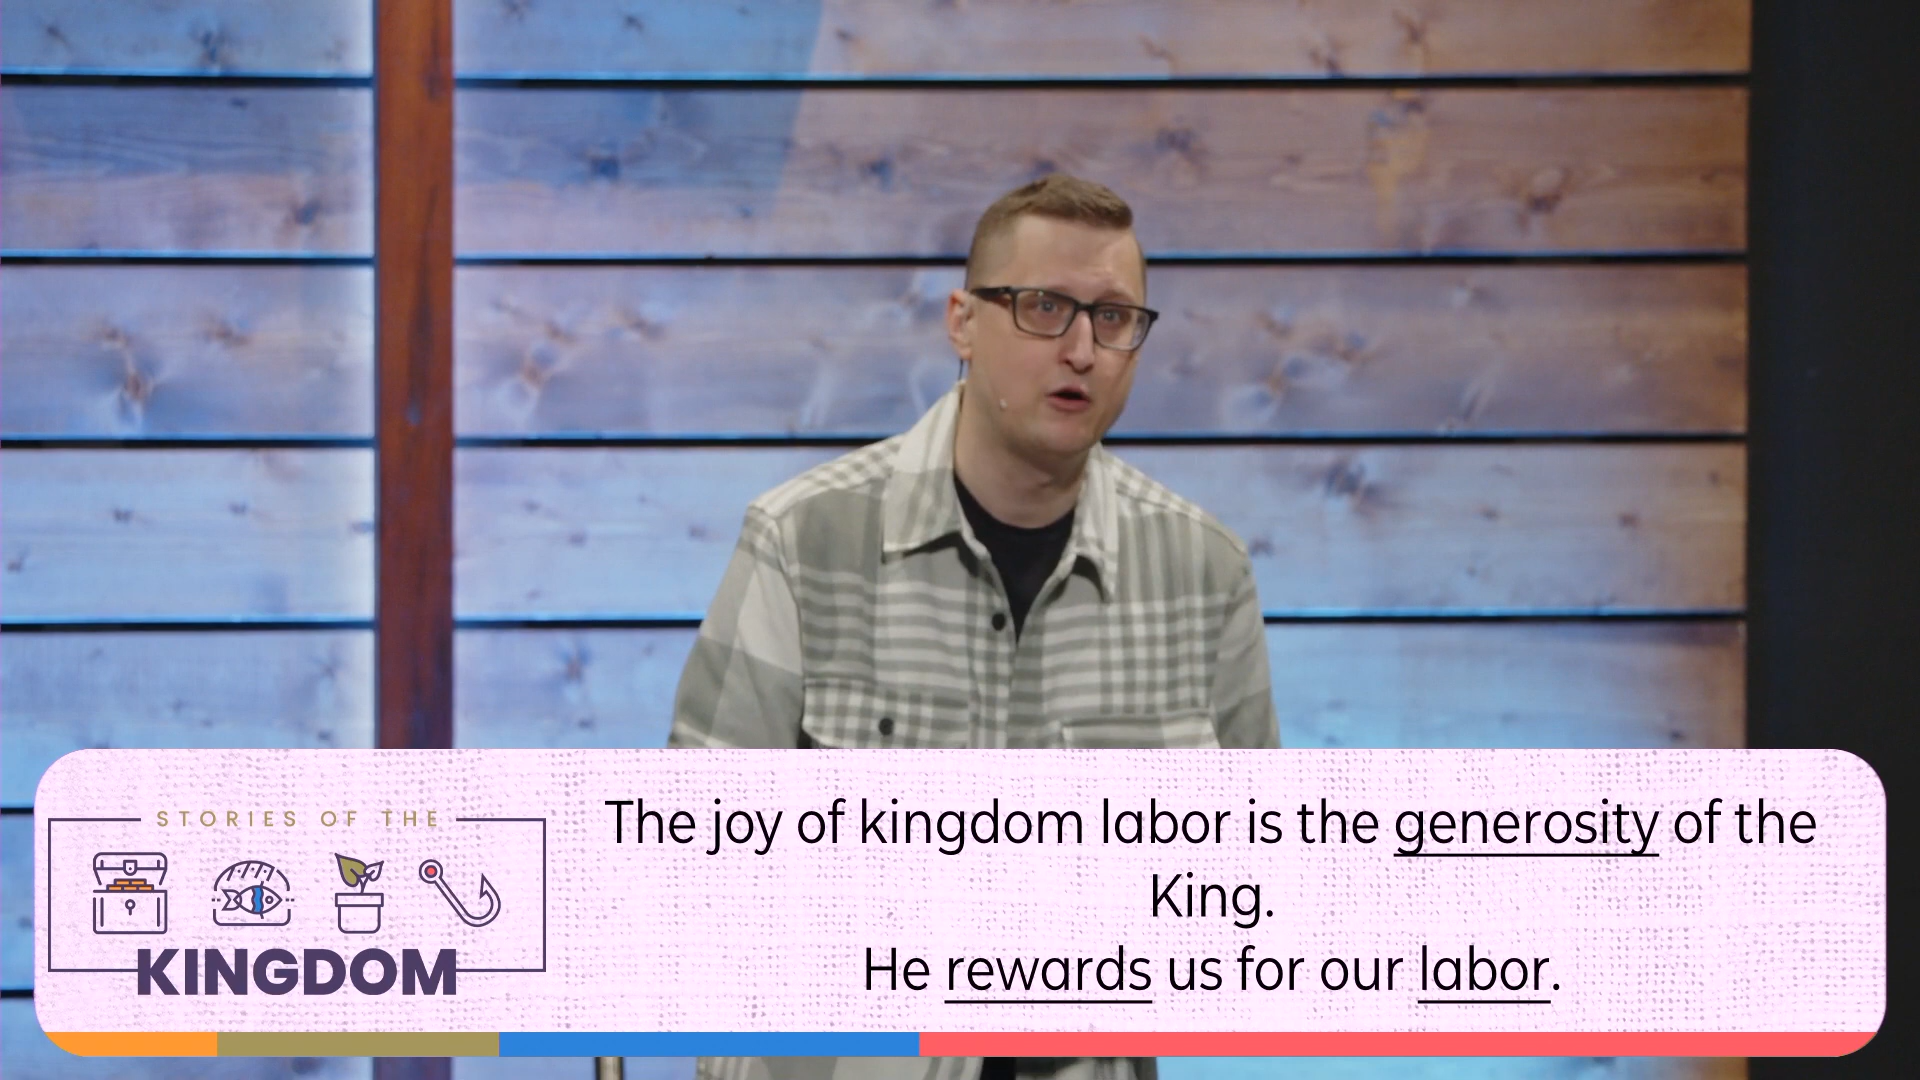 STORIES OF THE
KINGDOM
The joy of kingdom labor is the generosity of the
King.
He rewards us for our labor.